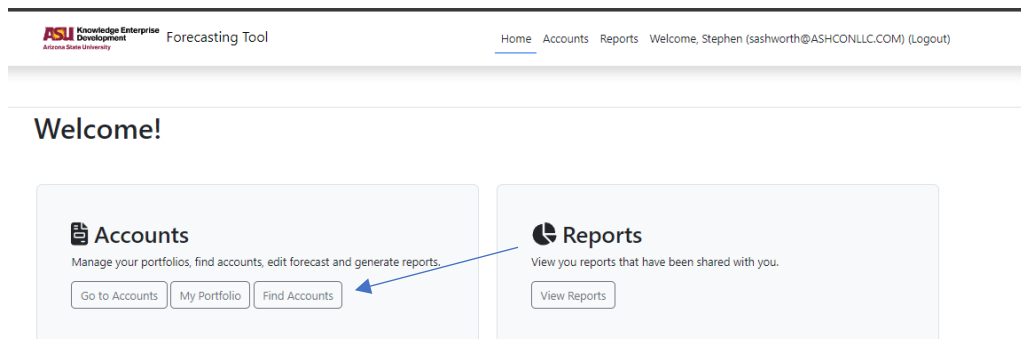 ASU Knowledge Enterprise
Development
Arizona State University
Forecasting Tool
Home Accounts Reports Welcome, Stephen (sashworth@ASHCONLLC.COM) (Logout)
Welcome!
Accounts
Manage your portfolios, find accounts, edit forecast and generate reports.
Go to Accounts My Portfolio Find Accounts
Reports
View you reports that have been shared with you.
View Reports